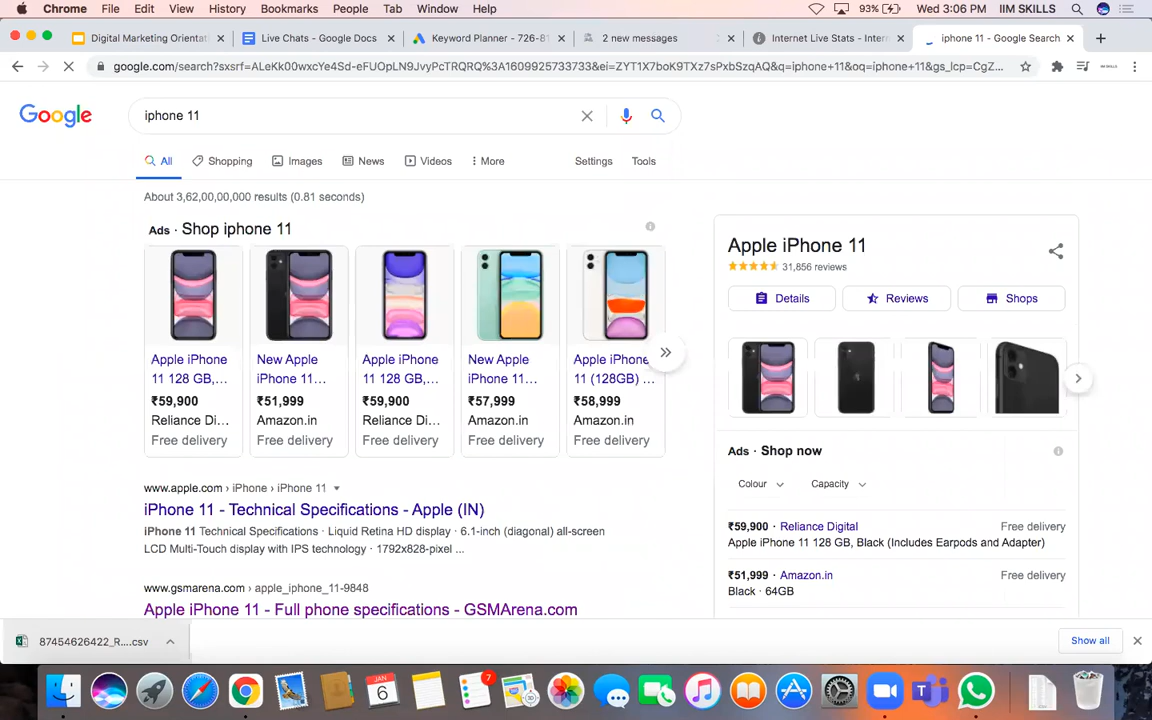 Chrome File Edit View History Bookmarks People Tab Window Help 93% Wed 3:06 PM IIM SKILLS
Digital Marketing Orientat Live Chats - Google Docs Keyword Planner - 726-81 2 new messages Internet Live Stats - Intern iphone 11 - Google Search
google.com/search?sxsrf=ALeKk00wxcYe4Sd-eFUOpLN9JvyPcTRQRQ%3A1609925733733&ei=ZYT1X7boK9TXz7sPxbSzqAQ&q=iphone+11&oq=iphone+11&gs_lcp=CgZ...
Google
iphone 11
All Shopping Images News Videos More Settings Tools
About 3,62,00,00,000 results (0.81 seconds)
Ads · Shop iphone 11
Apple iPhone 11 128 GB,...
₹59,900
Reliance Di...
Free delivery
New Apple iPhone 11...
₹51,999
Amazon.in
Free delivery
Apple iPhone 11 128 GB,...
₹59,900
Reliance Di...
Free delivery
New Apple iPhone 11...
₹57,999
Amazon.in
Free delivery
Apple iPhone 11 (128GB) ...
₹58,999
Amazon.in
Free delivery
www.apple.com › iPhone › iPhone 11
iPhone 11 - Technical Specifications - Apple (IN)
iPhone 11 Technical Specifications · Liquid Retina HD display · 6.1-inch (diagonal) all-screen
LCD Multi-Touch display with IPS technology · 1792x828-pixel ...
www.gsmarena.com › apple_iphone_11-9848
Apple iPhone 11 - Full phone specifications - GSMArena.com
Apple iPhone 11
31,856 reviews
Details Reviews Shops
Ads · Shop now
Colour Capacity
₹59,900 · Reliance Digital Free delivery
Apple iPhone 11 128 GB, Black (Includes Earpods and Adapter)
₹51,999 · Amazon.in Free delivery
Black · 64GB
87454626422_R....csv Show all
JAN 6 7